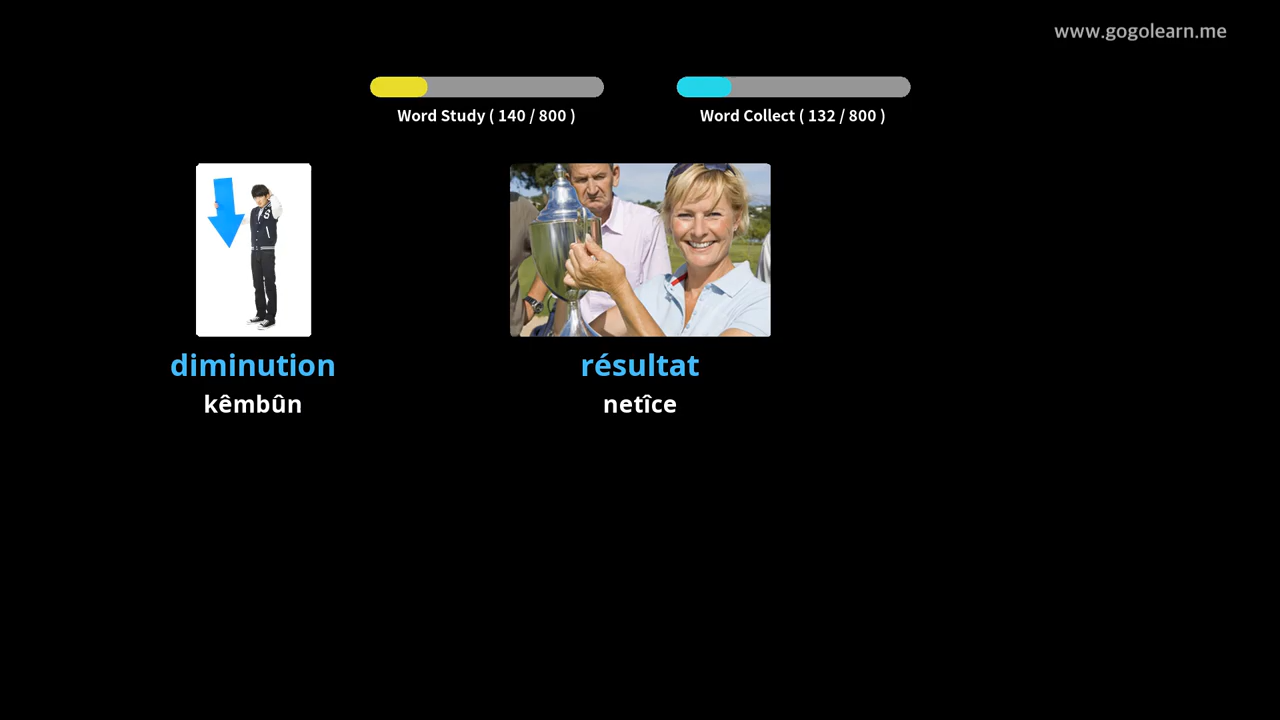 www.gogolearn.me
Word Study ( 140 / 800 )
Word Collect ( 132 / 800 )
diminution
kêmbûn
résultat
netîce